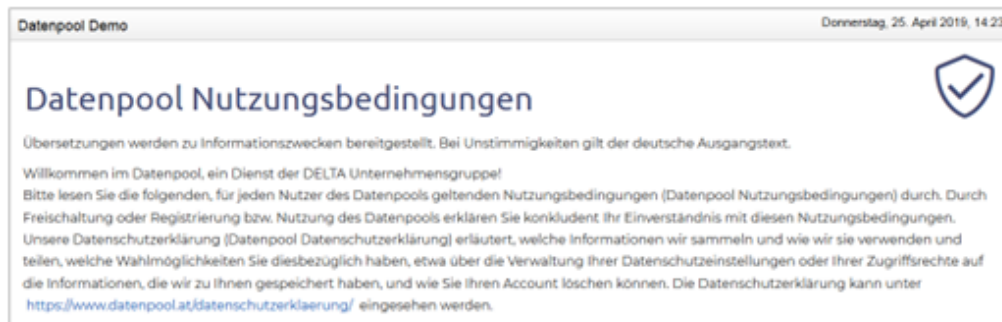 Datenpool Demo
Donnerstag, 25. April 2019, 14:23
Datenpool Nutzungsbedingungen
Übersetzungen werden zu Informationszwecken bereitgestellt. Bei Unstimmigkeiten gilt der deutsche Ausgangstext.
Willkommen im Datenpool, ein Dienst der DELTA Unternehmensgruppe!
Bitte lesen Sie die folgenden, für jeden Nutzer des Datenpools geltenden Nutzungsbedingungen (Datenpool Nutzungsbedingungen) durch. Durch
Freischaltung oder Registrierung bzw. Nutzung des Datenpools erklären Sie konkludent Ihr Einverständnis mit diesen Nutzungsbedingungen.
Unsere Datenschutzerklärung (Datenpool Datenschutzerklärung) erläutert, welche Informationen wir sammeln und wie wir sie verwenden und
teilen, welche Wahlmöglichkeiten Sie diesbezüglich haben, etwa über die Verwaltung Ihrer Datenschutzeinstellungen oder Ihrer Zugriffsrechte auf
die Informationen, die wir zu Ihnen gespeichert haben, und wie Sie Ihren Account löschen können. Die Datenschutzerklärung kann unter
https://www.datenpool.at/datenschutzerklaerung/ eingesehen werden.